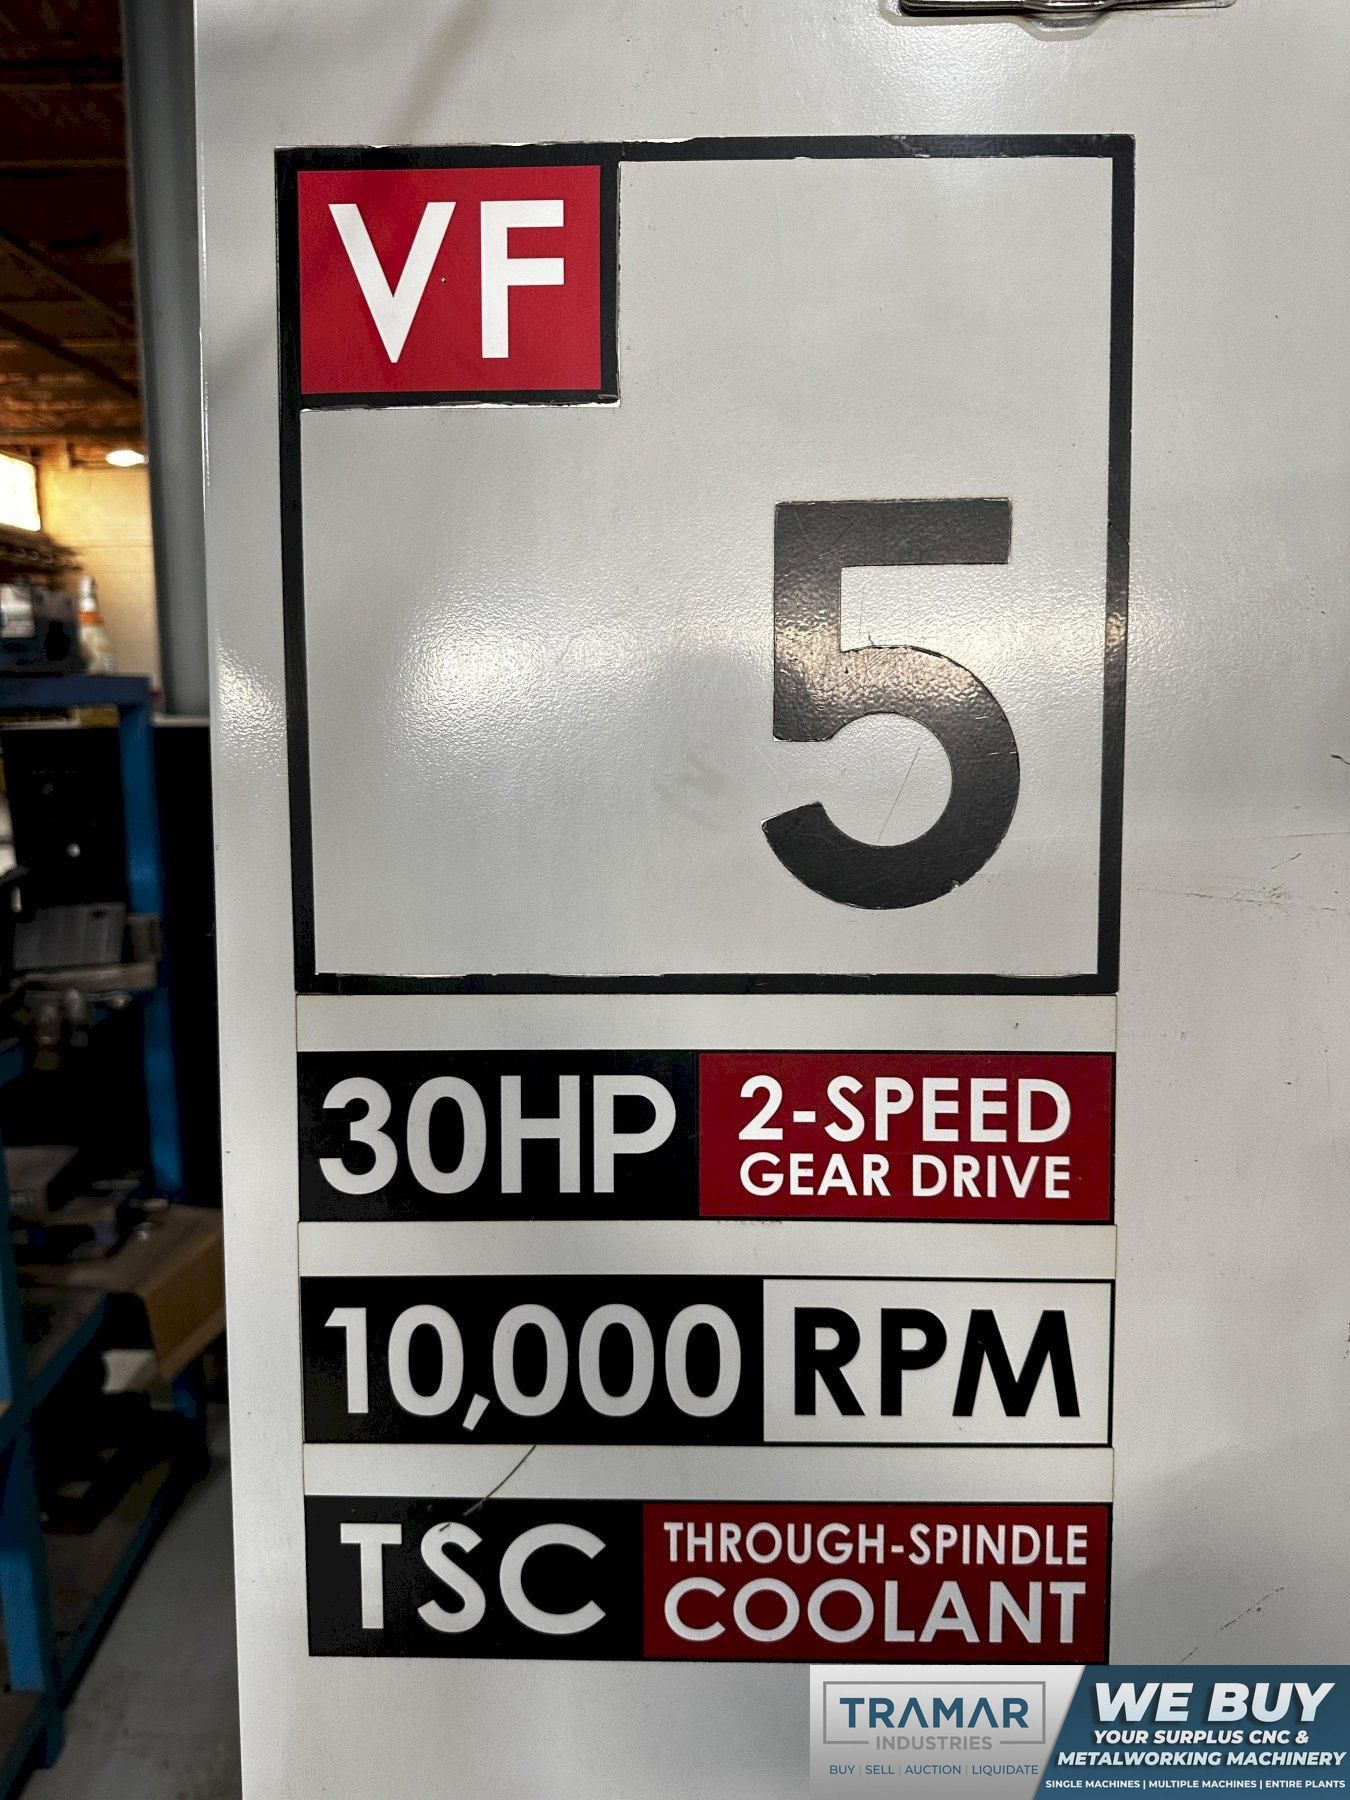 VF
5
30HP
2-SPEED
GEAR DRIVE
10,000 RPM
TSC
THROUGH-SPINDLE
COOLANT
TRAMAR
INDUSTRIES
BUY | SELL | AUCTION | LIQUIDATE
WE BUY
YOUR SURPLUS CNC &
METALWORKING MACHINERY
SINGLE MACHINES | MULTIPLE MACHINES | ENTIRE PLANTS